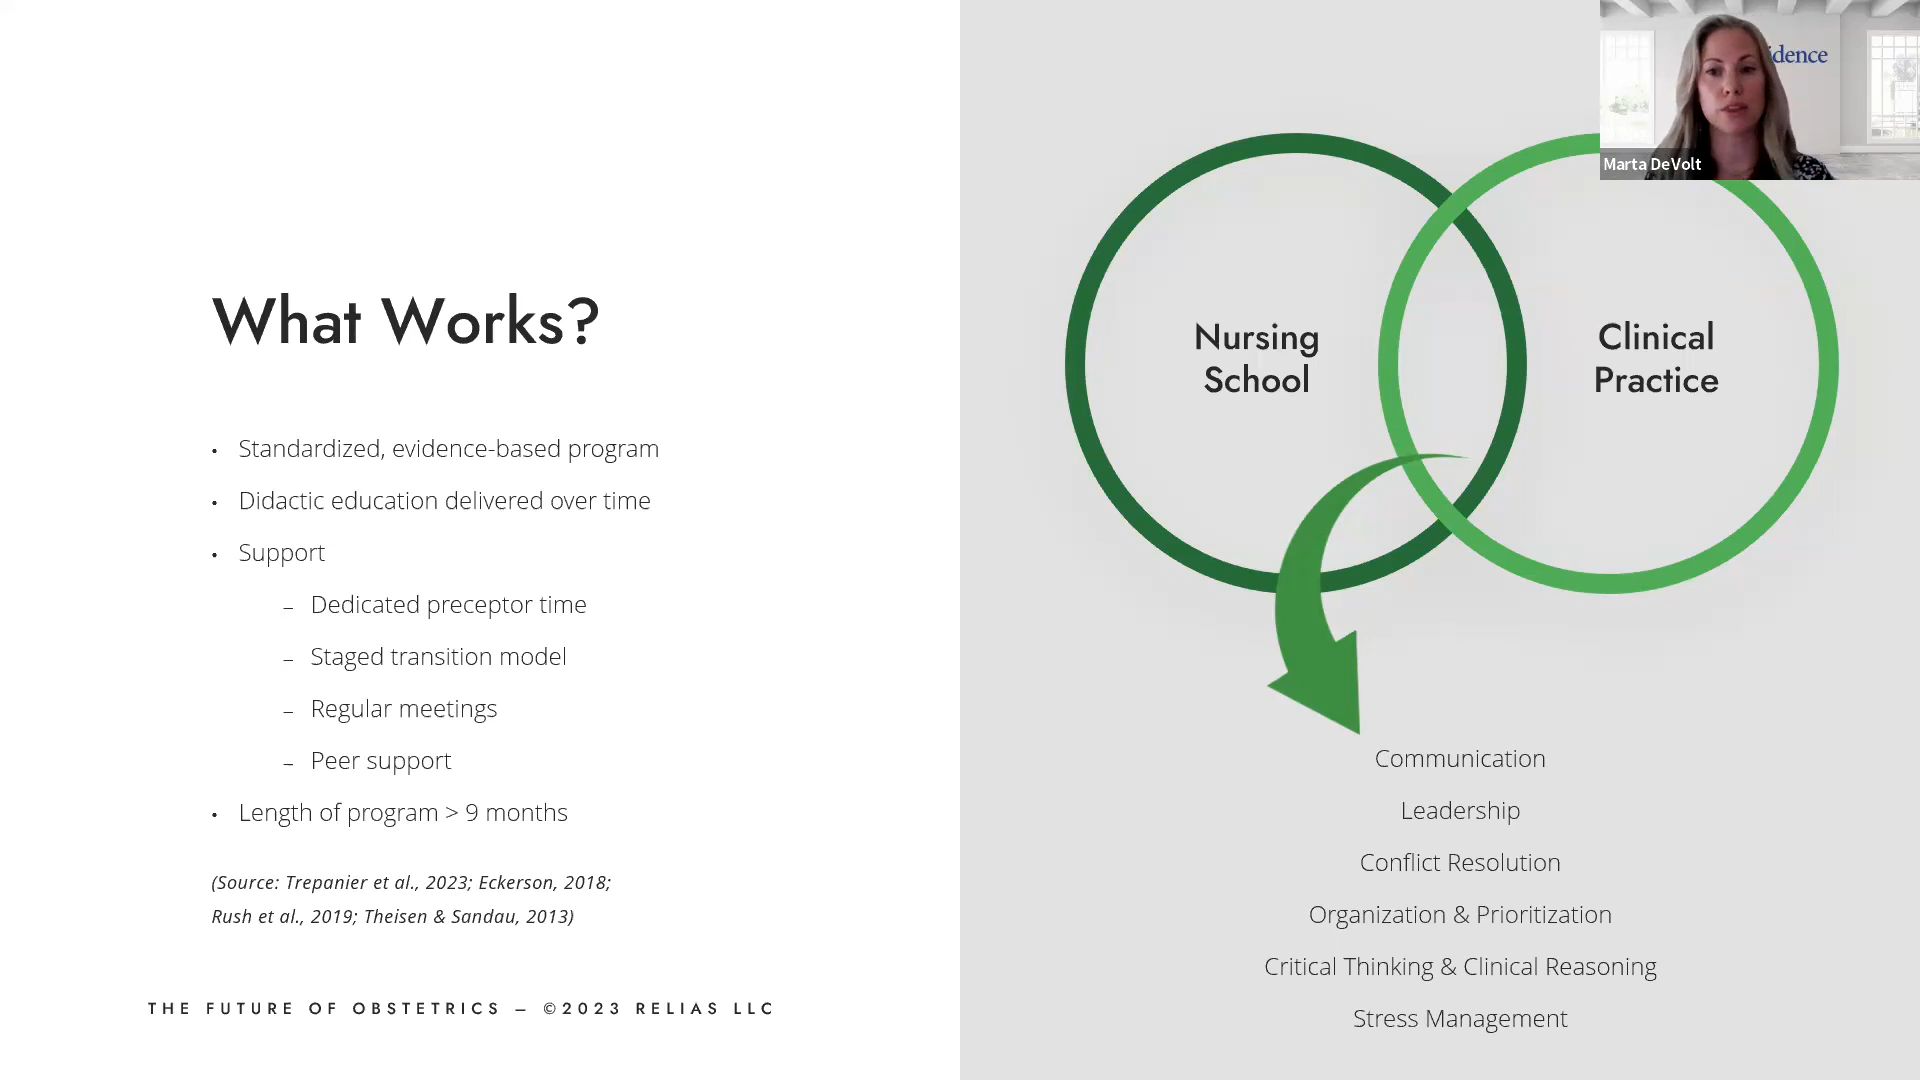 idence
Marta DeVolt
What Works?
• Standardized, evidence-based program
• Didactic education delivered over time
• Support
– Dedicated preceptor time
– Staged transition model
– Regular meetings
– Peer support
• Length of program > 9 months
(Source: Trepanier et al., 2023; Eckerson, 2018;
Rush et al., 2019; Theisen & Sandau, 2013)
THE FUTURE OF OBSTETRICS – ©2023 RELIAS LLC
Nursing
School
Clinical
Practice
Communication
Leadership
Conflict Resolution
Organization & Prioritization
Critical Thinking & Clinical Reasoning
Stress Management